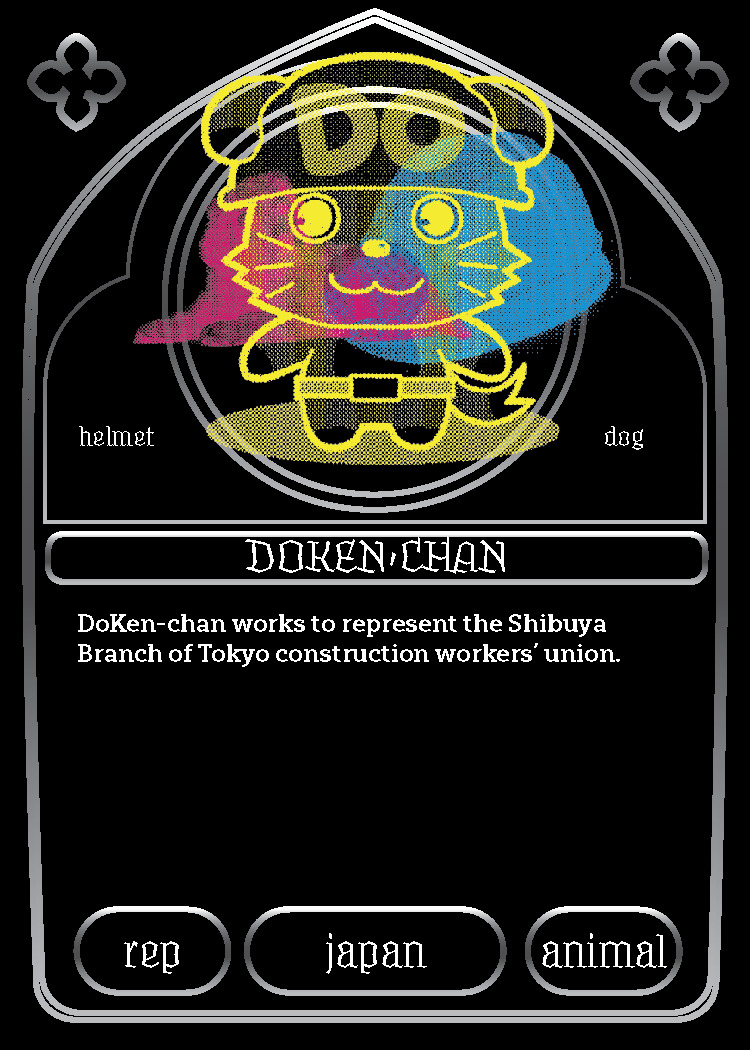 DO
helmet
dog
DOKEN-CHAN
DoKen-chan works to represent the Shibuya
Branch of Tokyo construction workers´ union.
rep
japan
animal